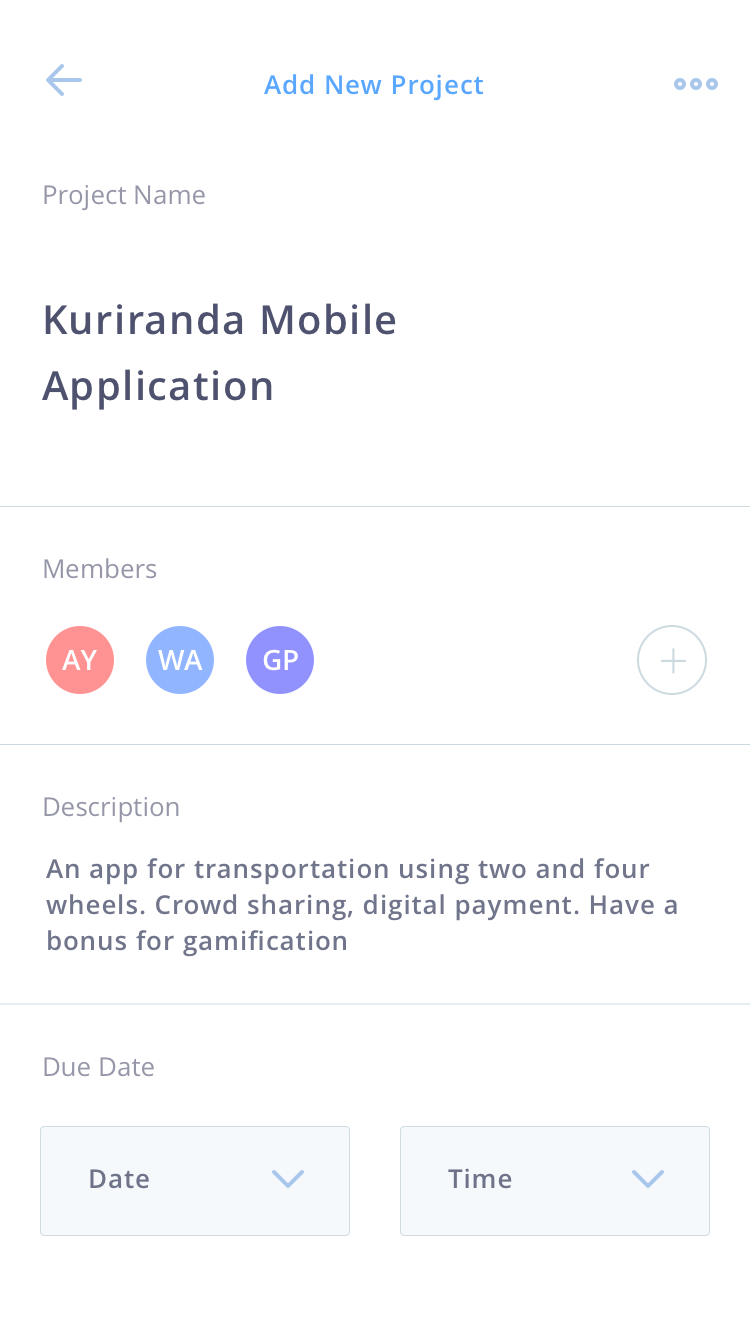 Add New Project
Project Name
Kuriranda Mobile
Application
Members
AY WA GP
Description
An app for transportation using two and four
wheels. Crowd sharing, digital payment. Have a
bonus for gamification
Due Date
Date Time